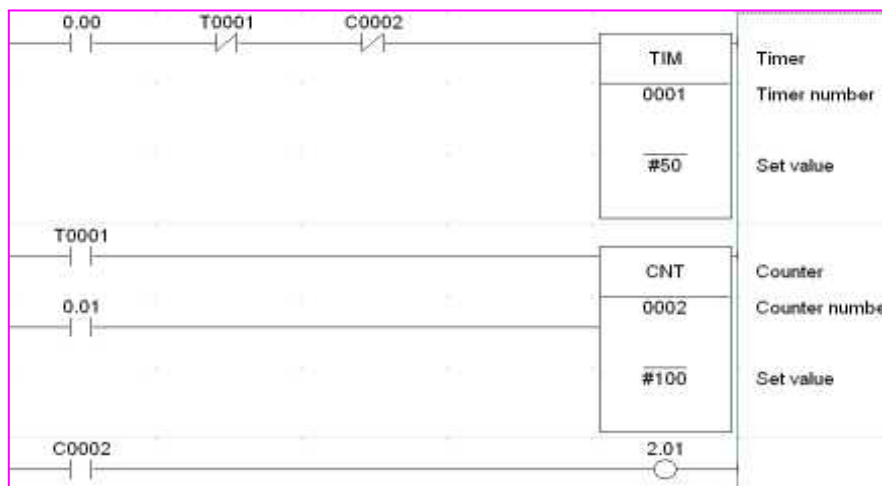 0.00 T0001 C0002
TIM Timer
0001 Timer number
#50 Set value
T0001
CNT Counter
0.01
0002 Counter numbe
#100 Set value
C0002 2.01